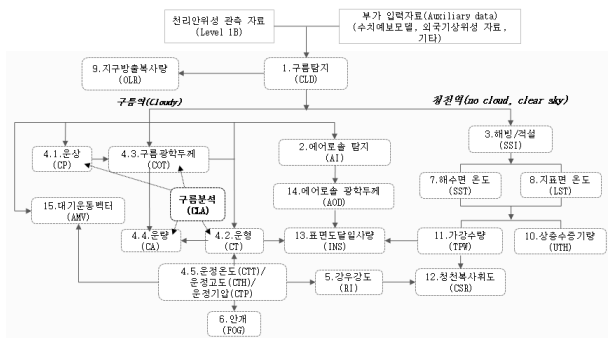 천리안위성 관측 자료
(Level 1B)
부가 입력자료(Auxiliary data)
(수치예보모델, 외국기상위성 자료,
기타)
9.지구방출복사량
(OLR)
1.구름탐지
(CLD)
구름역(Cloudy)
청천역(no cloud, clear sky)
3.해빙/적설
(SSI)
4.1.운상
(CP)
4.3.구름광학두께
(COT)
2.에어로솔 탐지
(AI)
7.해수면 온도
(SST)
8.지표면 온도
(LST)
14.에어로솔 광학두께
(AOD)
구름분석
(CLA)
15.대기운동벡터
(AMV)
4.4.운량
(CA)
4.2.운형
(CT)
13.표면도달일사량
(INS)
11.가강수량
(TPW)
10.상층수증기량
(UTH)
4.5.운정온도(CTT)/
운정고도(CTH)/
운정기압(CTP)
5.강우강도
(RI)
12.청천복사휘도
(CSR)
6.안개
(FOG)